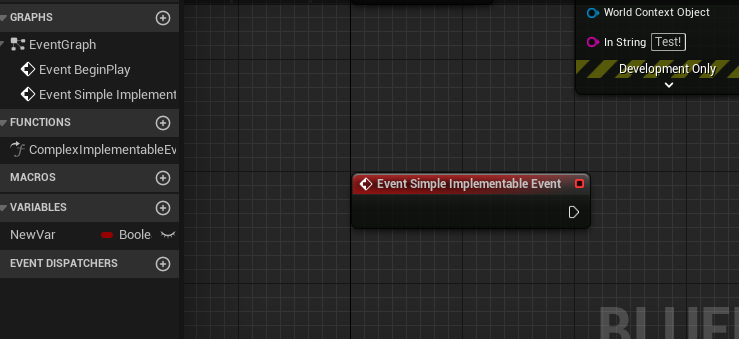 GRAPHS
EventGraph
Event BeginPlay
Event Simple Implement
FUNCTIONS
ComplexImplementableEv
MACROS
VARIABLES
NewVar Boole
EVENT DISPATCHERS
World Context Object
In String Test!
Development Only
Event Simple Implementable Event